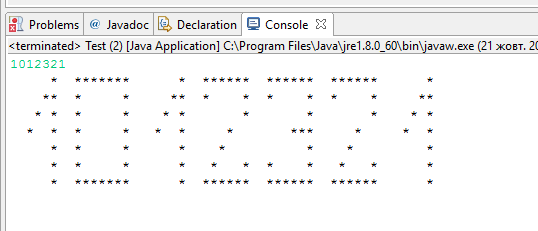 Problems @ Javadoc Declaration Console
<terminated> Test (2) [Java Application] C:\Program Files\Java\jre1.8.0_60\bin\javaw.exe (21 жовт. 20
1012321
   *  *******      *  ******  ******  ******      *
  **  *     *     ** *     *  *     * *     *    **
 * *  *     *    * *       *        *       *   * *
*  *  *     *   *  *     *        ***     *    *  *
   *  *     *      *    *           *    *        *
   *  *     *      *   *   *  *     *   *   *     *
   *  *******      *  ******  ******  ******      *